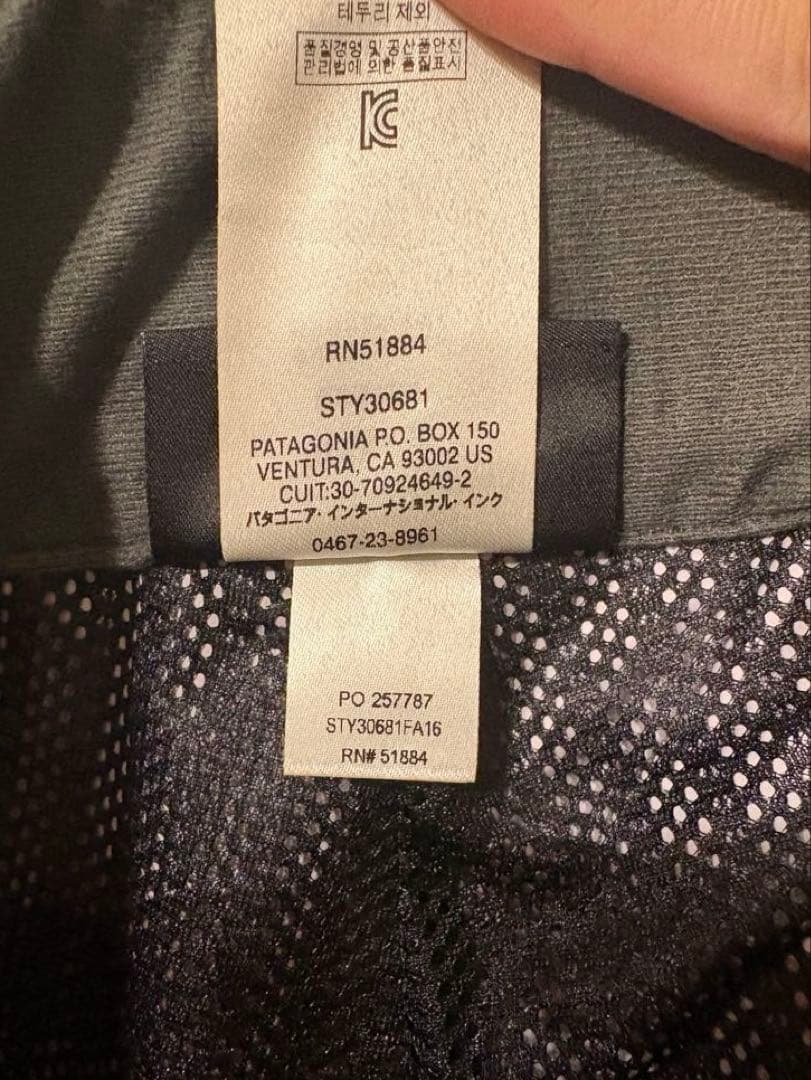 테두리 제외
품질경영 및 공산품안전
관리법에 의한 품질표시
RN51884
STY30681
PATAGONIA P.O. BOX 150
VENTURA, CA 93002 US
CUIT:30-70924649-2
パタゴニア・インターナショナル・インク
0467-23-8961
PO 257787
STY30681FA16
RN# 51884